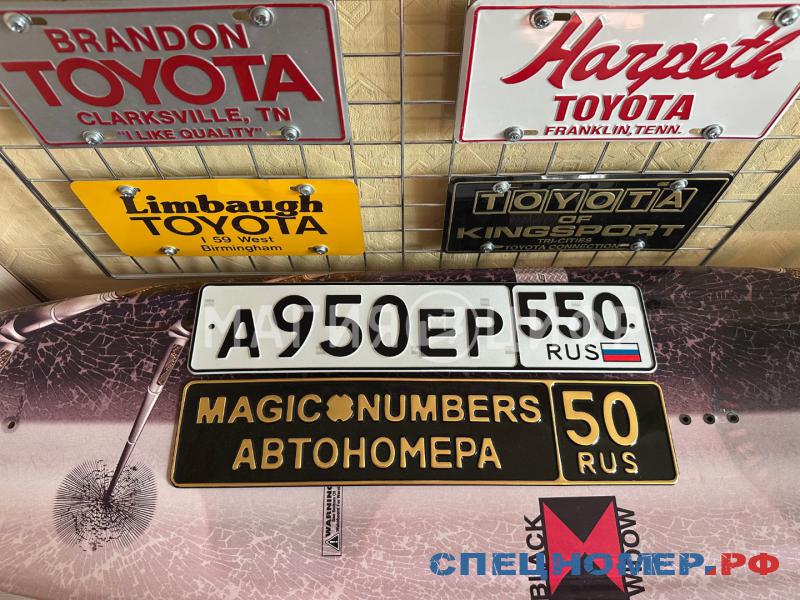 BRANDON
TOYOTA
CLARKSVILLE, TN
"I LIKE QUALITY"
Harpeth
TOYOTA
FRANKLIN, TENN.
Limbaugh
TOYOTA
I 59 West
Birmingham
TOYOTA
OF
KINGSPORT
TRI-CITIES
TOYOTA CONNECTION
А950ЕР 550
RUS
MAGIC NUMBERS
АВТОНОМЕРА
50
RUS
WARNING
BLACK
WIDOW
СПЕЦНОМЕР.РФ